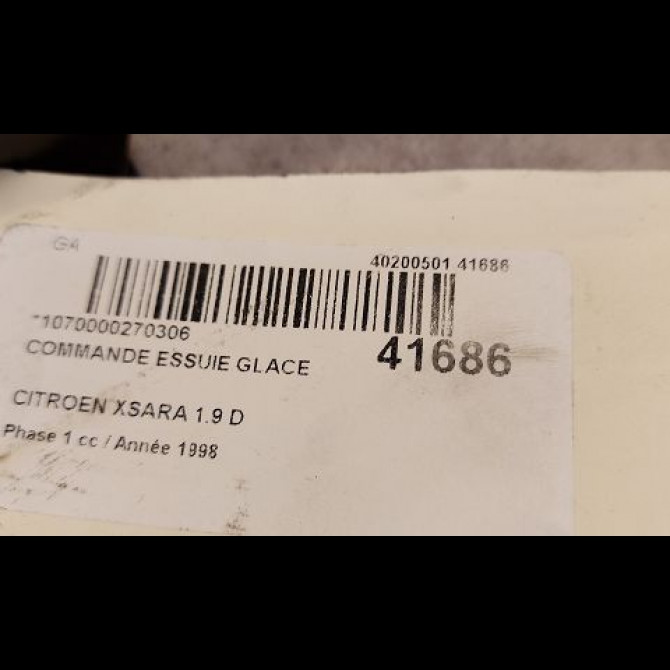 GA
40200501 41686
*1070000270306
41686
COMMANDE ESSUIE GLACE
CITROEN XSARA 1.9 D
Phase 1 cc / Année 1998